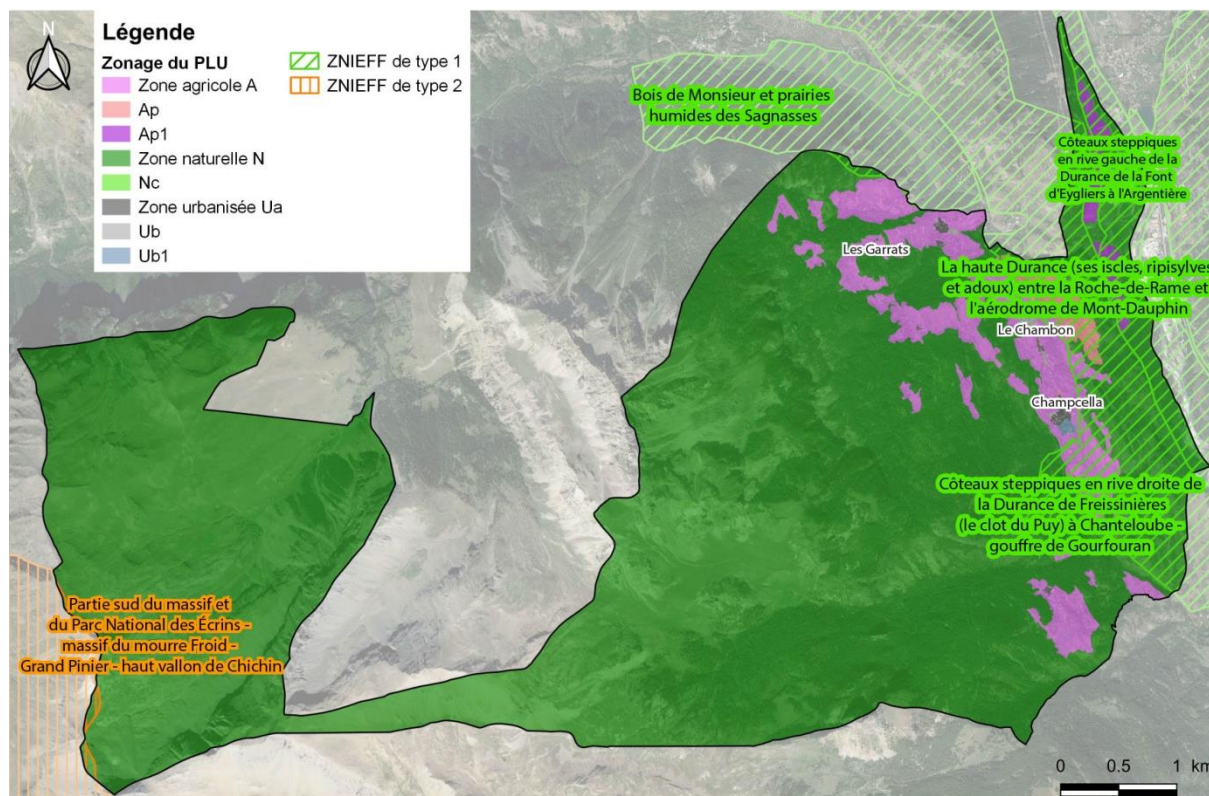 N
Légende
Zonage du PLU
Zone agricole A
Ap
Ap1
Zone naturelle N
Nc
Zone urbanisée Ua
Ub
Ub1
ZNIEFF de type 1
ZNIEFF de type 2
Bois de Monsieur et prairies
humides des Sagnasses
Côteaux steppiques
en rive gauche de la
Durance de la Font
d'Eygliers à l'Argentière
Les Garrats
La haute Durance (ses iscles, ripisylves
et adoux) entre la Roche-de-Rame et
l'aérodrome de Mont-Dauphin
Le Chambon
Champcella
Côteaux steppiques en rive droite de
la Durance de Freissinières
(le clot du Puy) à Chanteloube -
gouffre de Gourfouran
Partie sud du massif et
du Parc National des Écrins -
massif du mourre Froid -
Grand Pinier - haut vallon de Chichin
0 0.5 1 km